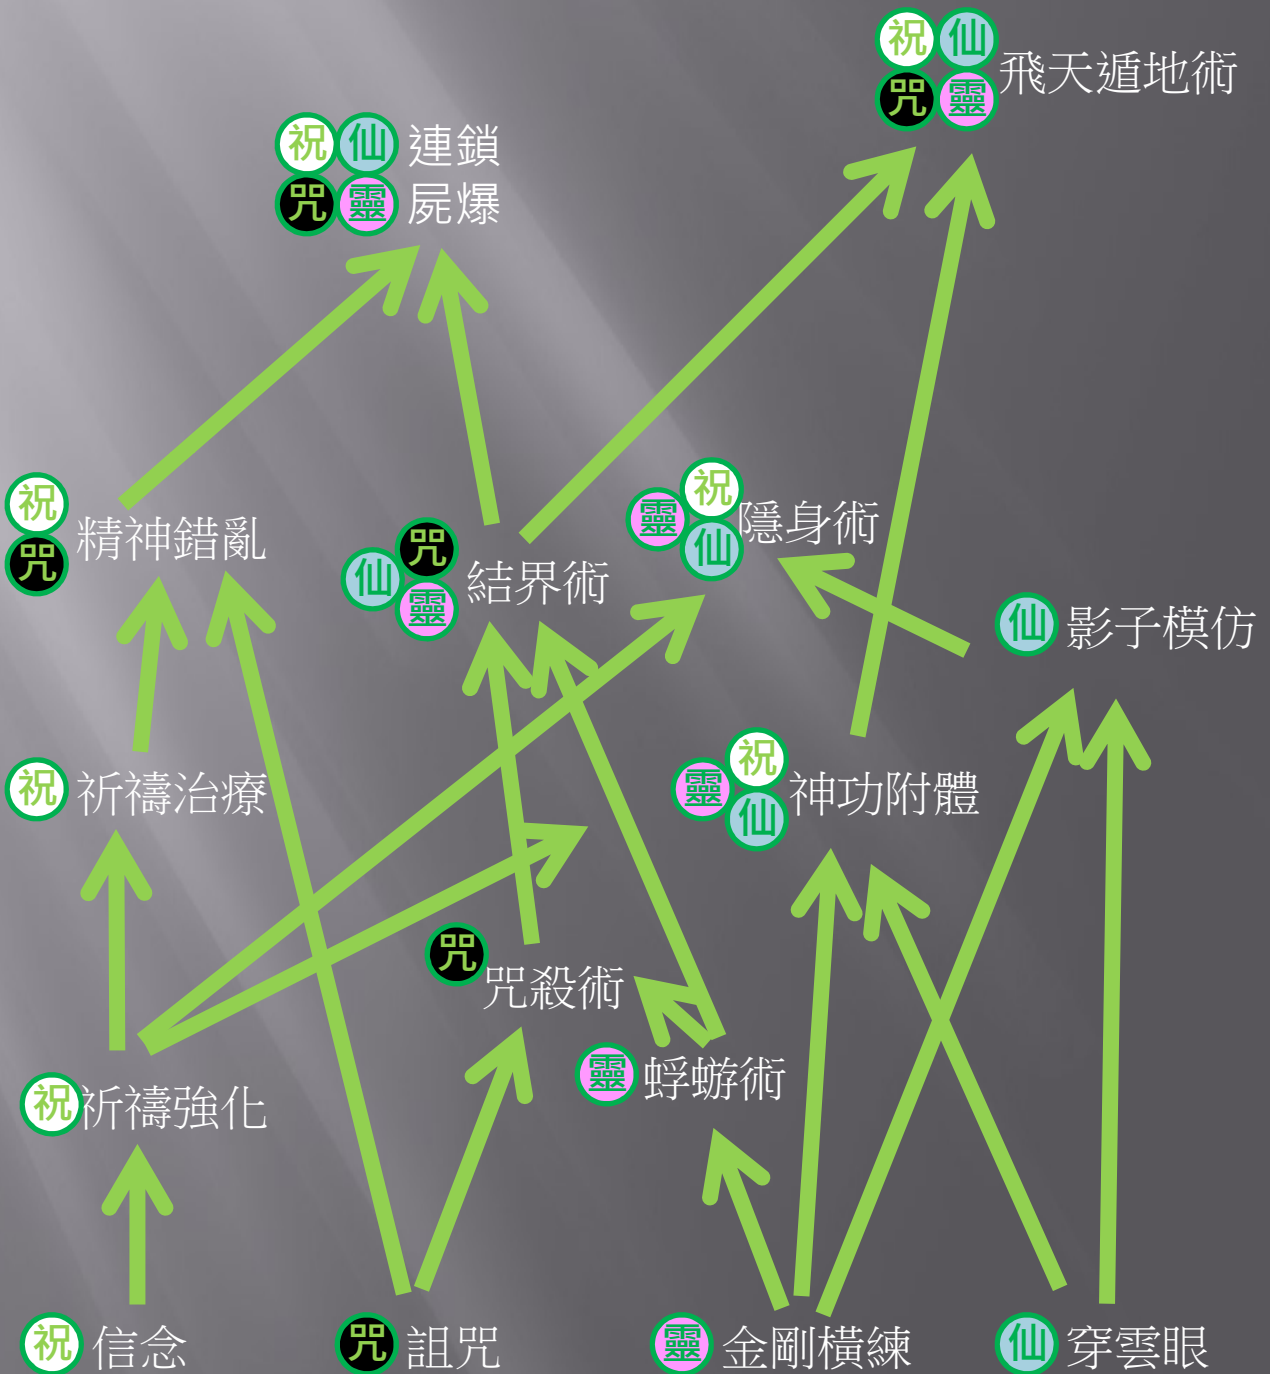 祝仙
咒靈
飛天遁地術
祝仙
咒靈
連鎖
屍爆
祝
咒
精神錯亂
咒
仙
靈
結界術
祝
靈
仙
隱身術
仙 影子模仿
祝 祈禱治療
祝
靈
仙
神功附體
咒
咒殺術
靈 蜉蝣術
祝 祈禱強化
祝 信念
咒 詛咒
靈 金剛橫練
仙 穿雲眼